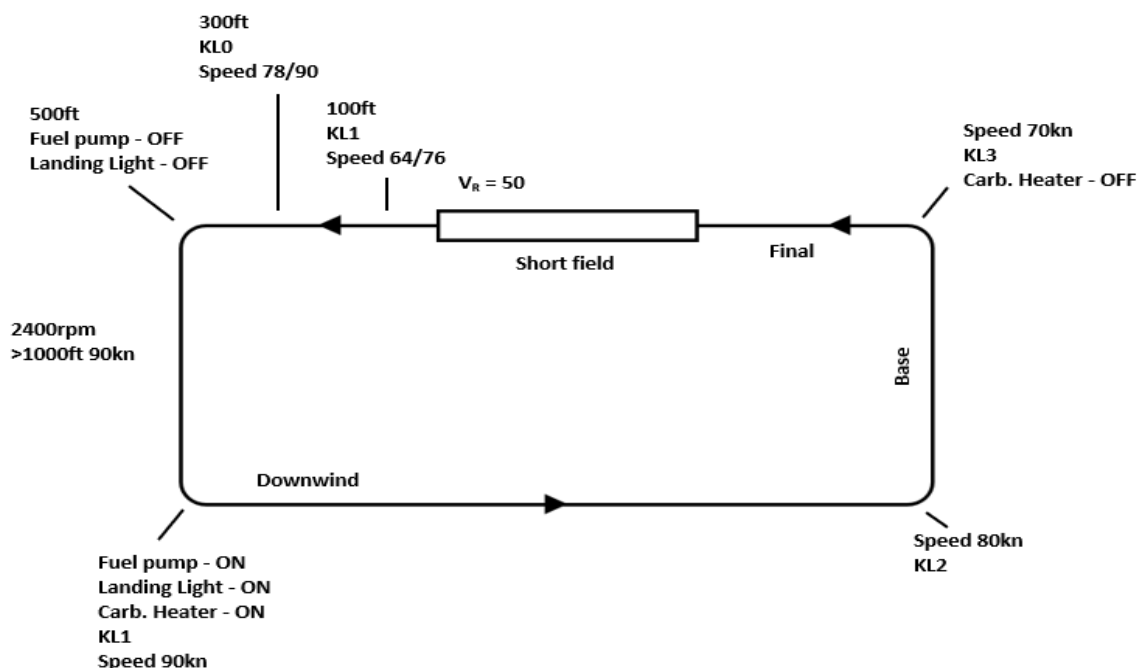 300ft
KL0
Speed 78/90
500ft
Fuel pump - OFF
Landing Light - OFF
100ft
KL1
Speed 64/76
V_R = 50
Speed 70kn
KL3
Carb. Heater - OFF
Short field
Final
2400rpm
>1000ft 90kn
Base
Downwind
Fuel pump - ON
Landing Light - ON
Carb. Heater - ON
KL1
Speed 90kn
Speed 80kn
KL2